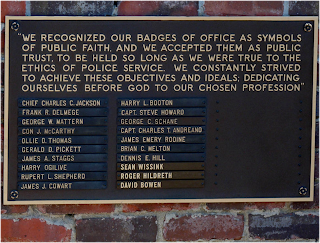 "WE RECOGNIZED OUR BADGES OF OFFICE AS SYMBOLS
OF PUBLIC FAITH, AND WE ACCEPTED THEM AS PUBLIC
TRUST, TO BE HELD SO LONG AS WE WERE TRUE TO THE
ETHICS OF POLICE SERVICE. WE CONSTANTLY STRIVED
TO ACHIEVE THESE OBJECTIVES AND IDEALS; DEDICATING
OURSELVES BEFORE GOD TO OUR CHOSEN PROFESSION"
CHIEF CHARLES C. JACKSON
FRANK R. DELMEGE
GEORGE W. MATTERN
EDN J. MCCARTHY
OLLIE D. THOMAS
GERALD D. PICKETT
JAMES A. STAGGS
HARRY OGILVIE
RUPERT L. SHEPHERD
JAMES J. COWART
HARRY L. BOOTON
CAPT. STEVE HOWARD
GEORGE C. SCHANE
CAPT. CHARLES T. ANDREANO
JAMES EMERY RODINE
BRIAN C. MELTON
DENNIS E. HILL
SEAN WISSINK
ROGER HILDRETH
DAVID BOWEN